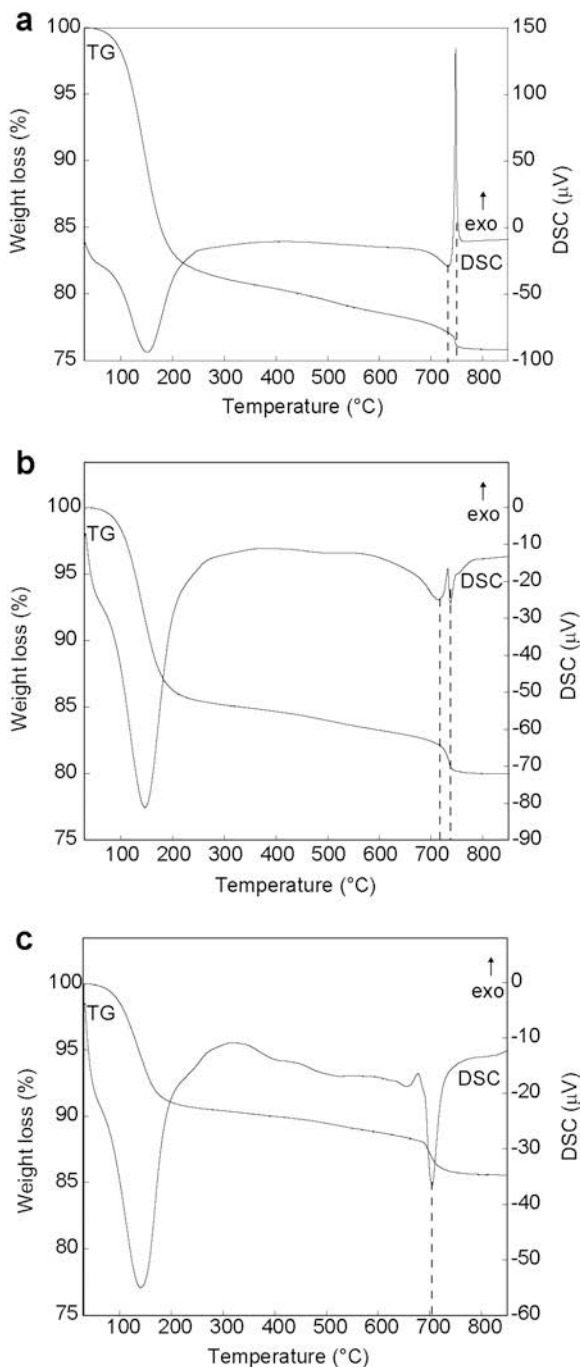 a
100
TG
95
90
85
80
75
Weight loss (%)
150
100
50
0
-50
-100
DSC (μV)
↑
exo
DSC
100 200 300 400 500 600 700 800
Temperature (°C)
b
100
TG
95
90
85
80
75
Weight loss (%)
0
-10
-20
-30
-40
-50
-60
-70
-80
-90
DSC (μV)
↑
exo
DSC
100 200 300 400 500 600 700 800
Temperature (°C)
c
100
TG
95
90
85
80
75
Weight loss (%)
0
-10
-20
-30
-40
-50
-60
DSC (μV)
↑
exo
DSC
100 200 300 400 500 600 700 800
Temperature (°C)